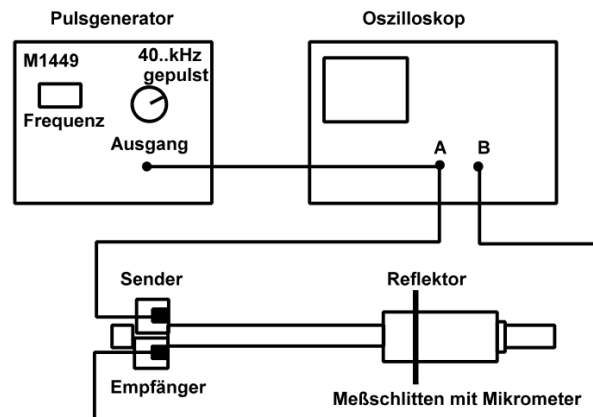 Pulsgenerator
Oszilloskop
M1449
40..kHz
gepulst
Frequenz
Ausgang
A
B
Sender
Reflektor
Empfänger
Meßschlitten mit Mikrometer